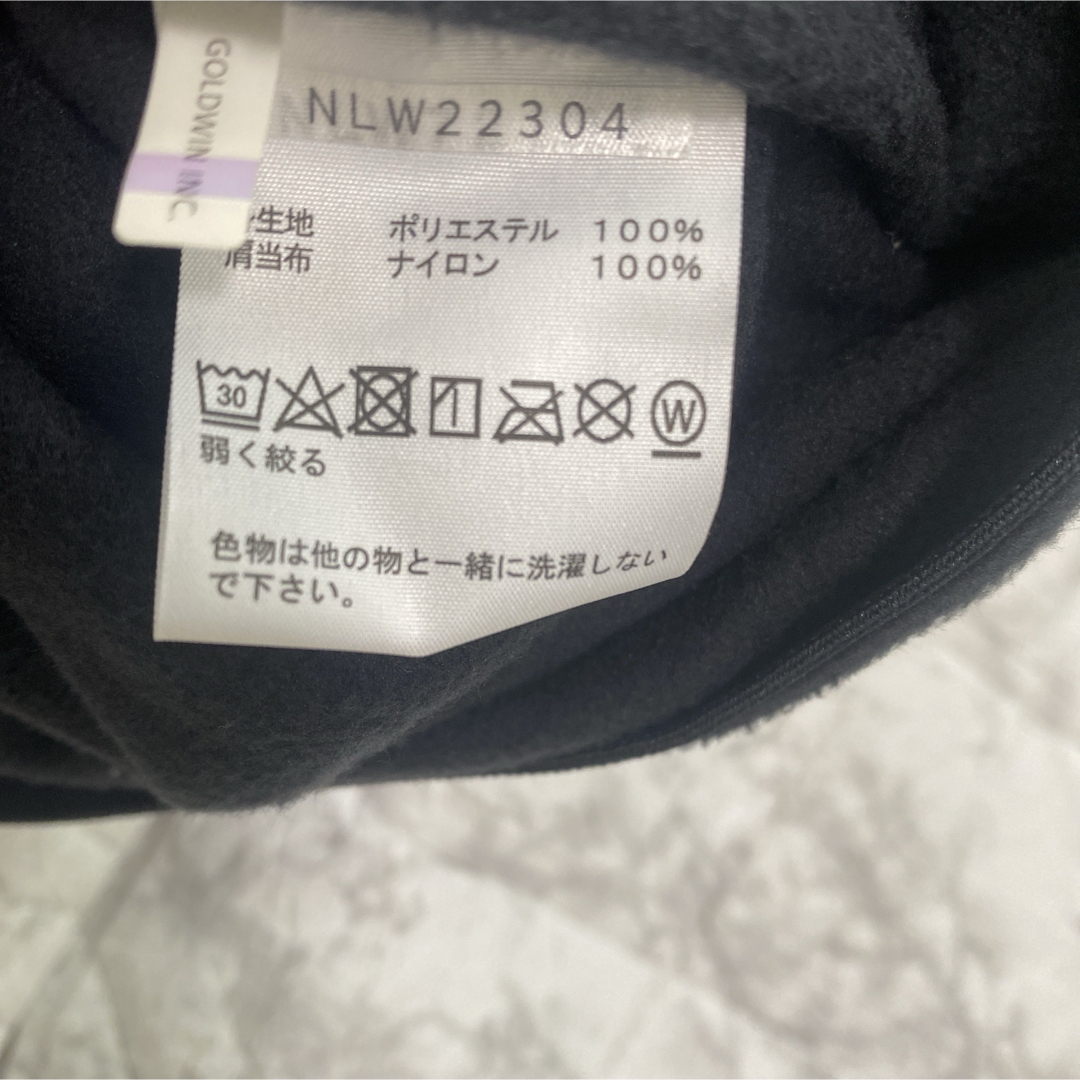 GOLDWIN INC.
NLW22304
生地 ポリエステル 100%
肩当布 ナイロン 100%
30
W
弱く絞る
色物は他の物と一緒に洗濯しない
で下さい。